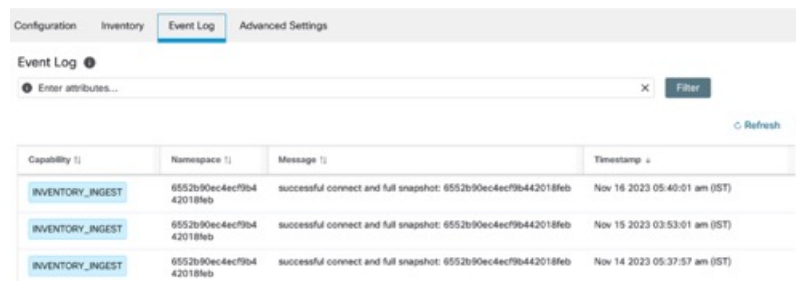 Configuration Inventory Event Log Advanced Settings
Event Log
Enter attributes...
Filter
Refresh
Capability Namespace Message Timestamp
INVENTORY_INGEST 6552b90ec4ecf9b4 successful connect and full snapshot: 6552b90ec4ecf9b442018feb Nov 16 2023 05:40:01 am (IST)
42018feb
INVENTORY_INGEST 6552b90ec4ecf9b4 successful connect and full snapshot: 6552b90ec4ecf9b442018feb Nov 15 2023 03:53:01 am (IST)
42018feb
INVENTORY_INGEST 6552b90ec4ecf9b4 successful connect and full snapshot: 6552b90ec4ecf9b442018feb Nov 14 2023 05:37:57 am (IST)
42018feb